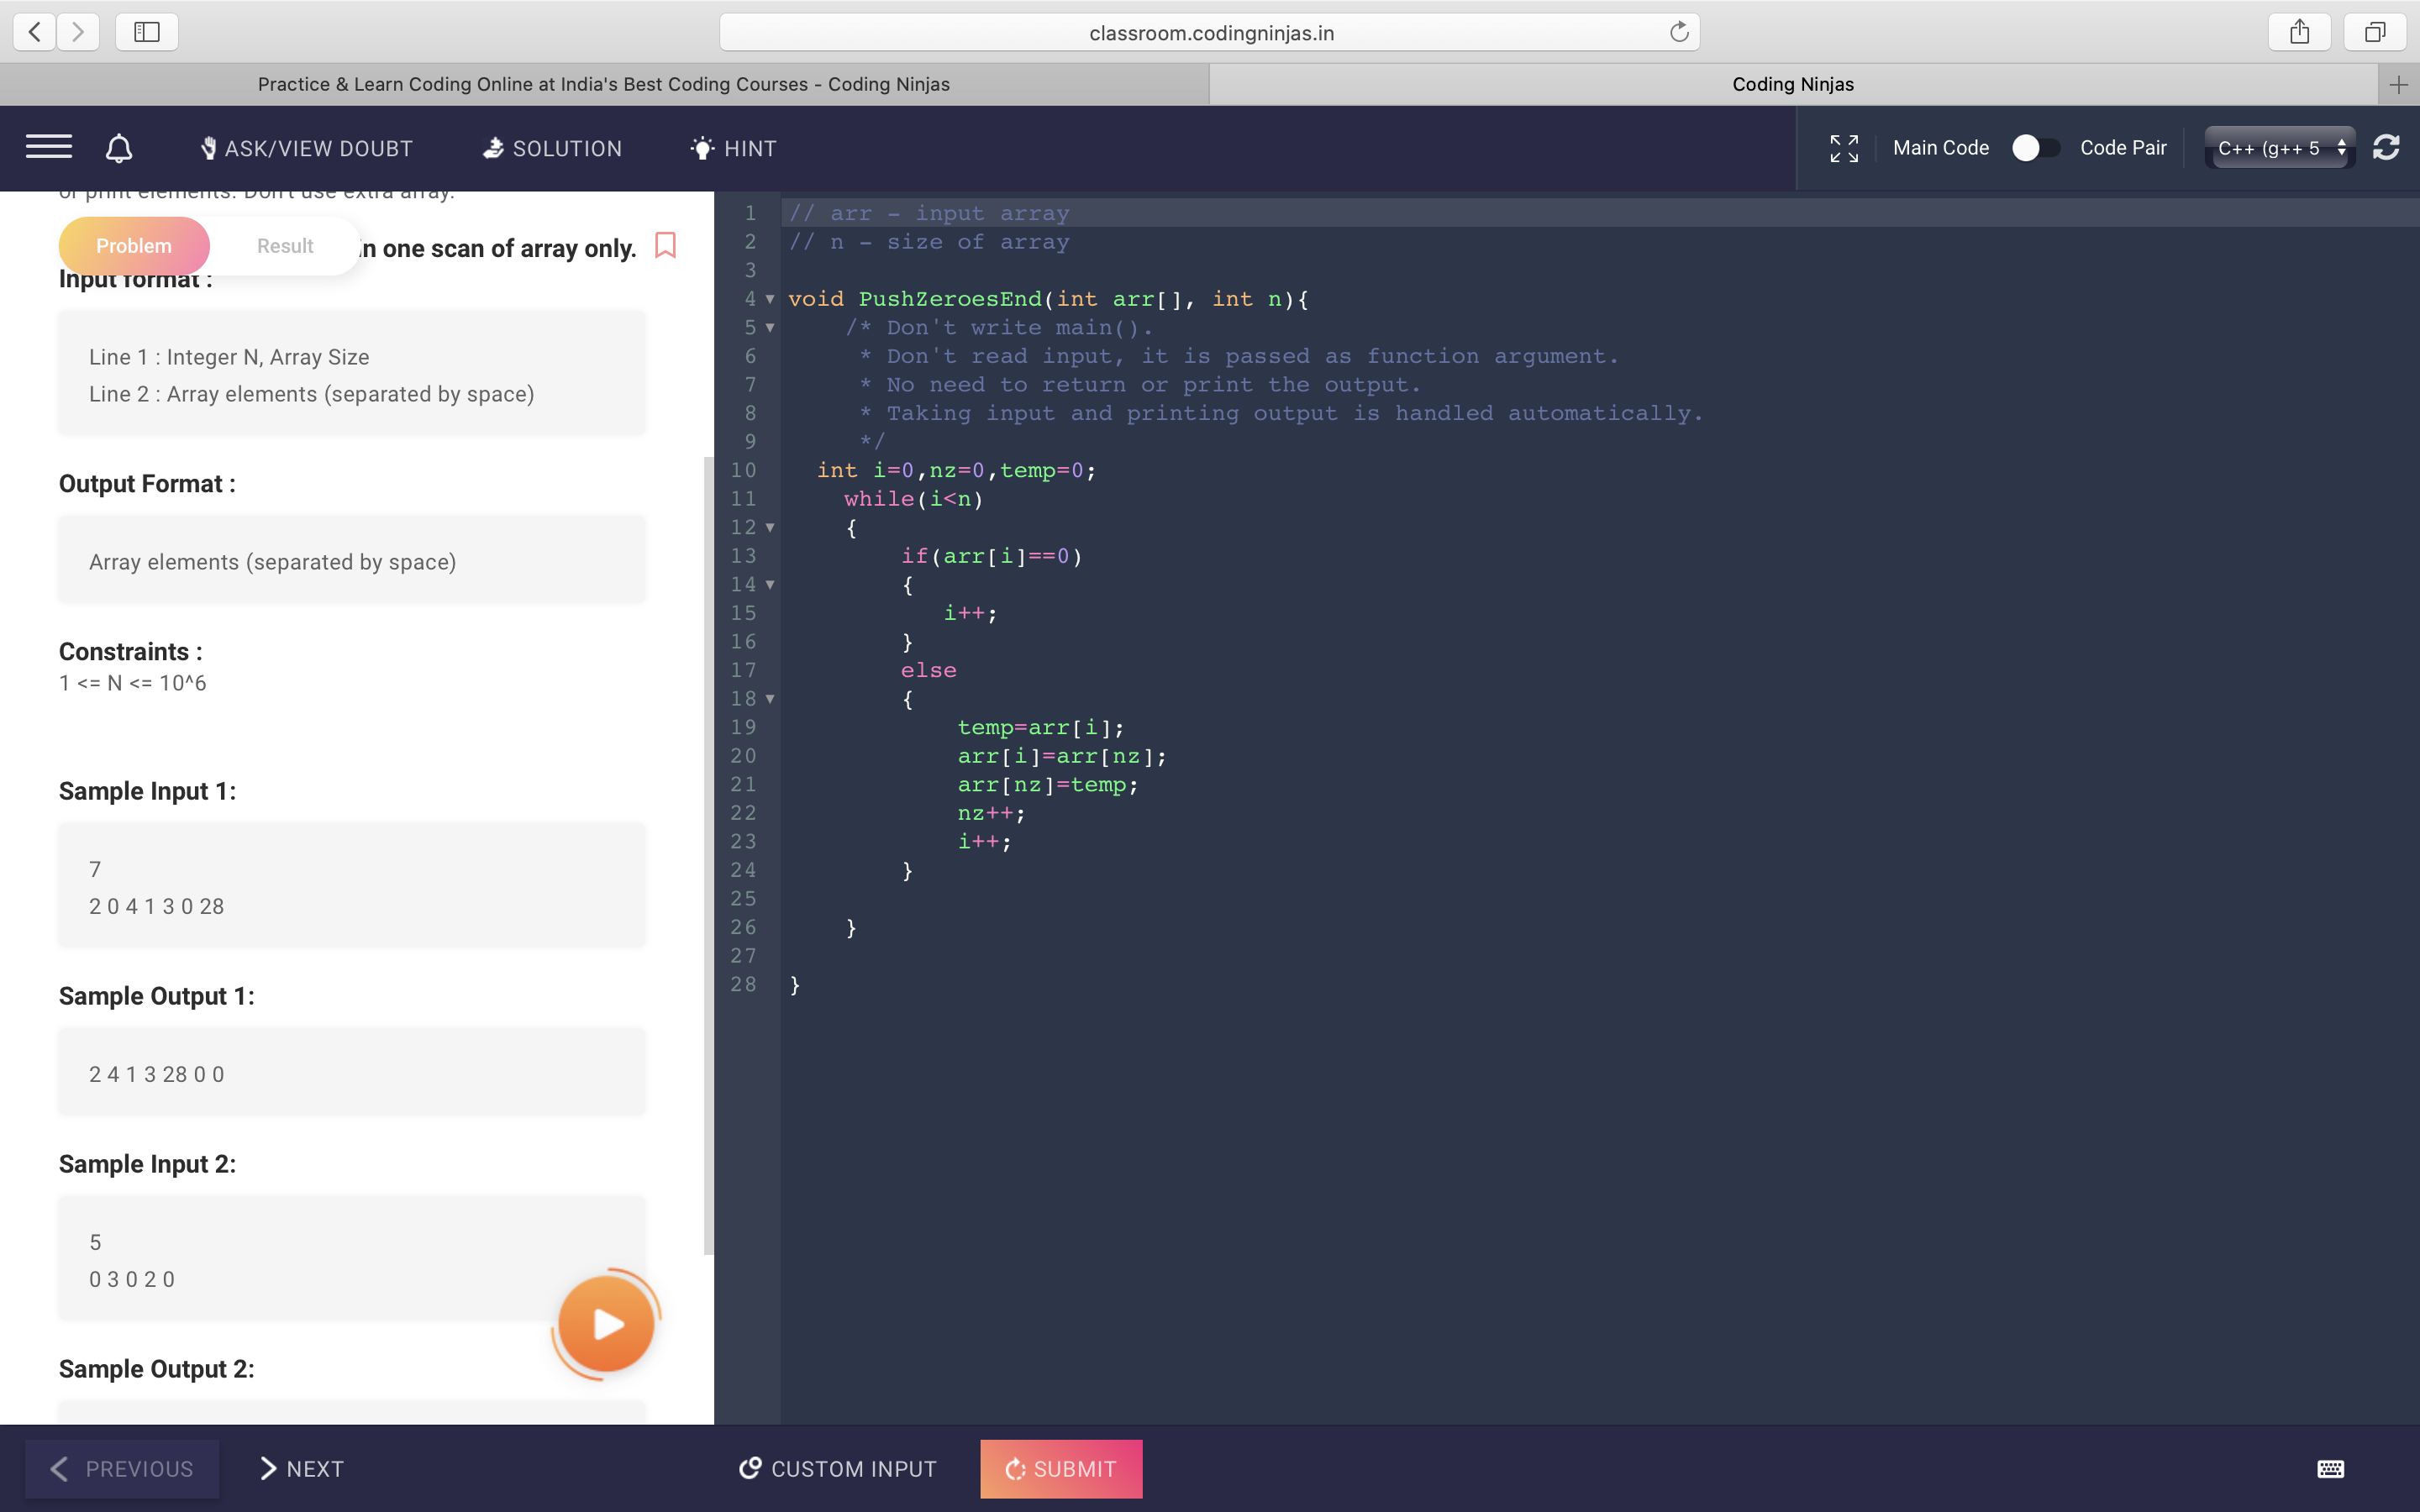 classroom.codingninjas.in
Practice & Learn Coding Online at India's Best Coding Courses - Coding Ninjas
Coding Ninjas
ASK/VIEW DOUBT
SOLUTION
HINT
Main Code
Code Pair
C++ (g++ 5
or print elements. Don't use extra array.
Problem
Result
in one scan of array only.
Input format :
Line 1 : Integer N, Array Size
Line 2 : Array elements (separated by space)
Output Format :
Array elements (separated by space)
Constraints :
1 <= N <= 10^6
Sample Input 1:
7
2 0 4 1 3 0 28
Sample Output 1:
2 4 1 3 28 0 0
Sample Input 2:
5
0 3 0 2 0
Sample Output 2:
1 // arr - input array
2 // n - size of array
3
4 void PushZeroesEnd(int arr[], int n){
5 /* Don't write main().
6 * Don't read input, it is passed as function argument.
7 * No need to return or print the output.
8 * Taking input and printing output is handled automatically.
9 */
10 int i=0,nz=0,temp=0;
11 while(i<n)
12 {
13 if(arr[i]==0)
14 {
15 i++;
16 }
17 else
18 {
19 temp=arr[i];
20 arr[i]=arr[nz];
21 arr[nz]=temp;
22 nz++;
23 i++;
24 }
25
26 }
27
28 }
PREVIOUS
NEXT
CUSTOM INPUT
SUBMIT